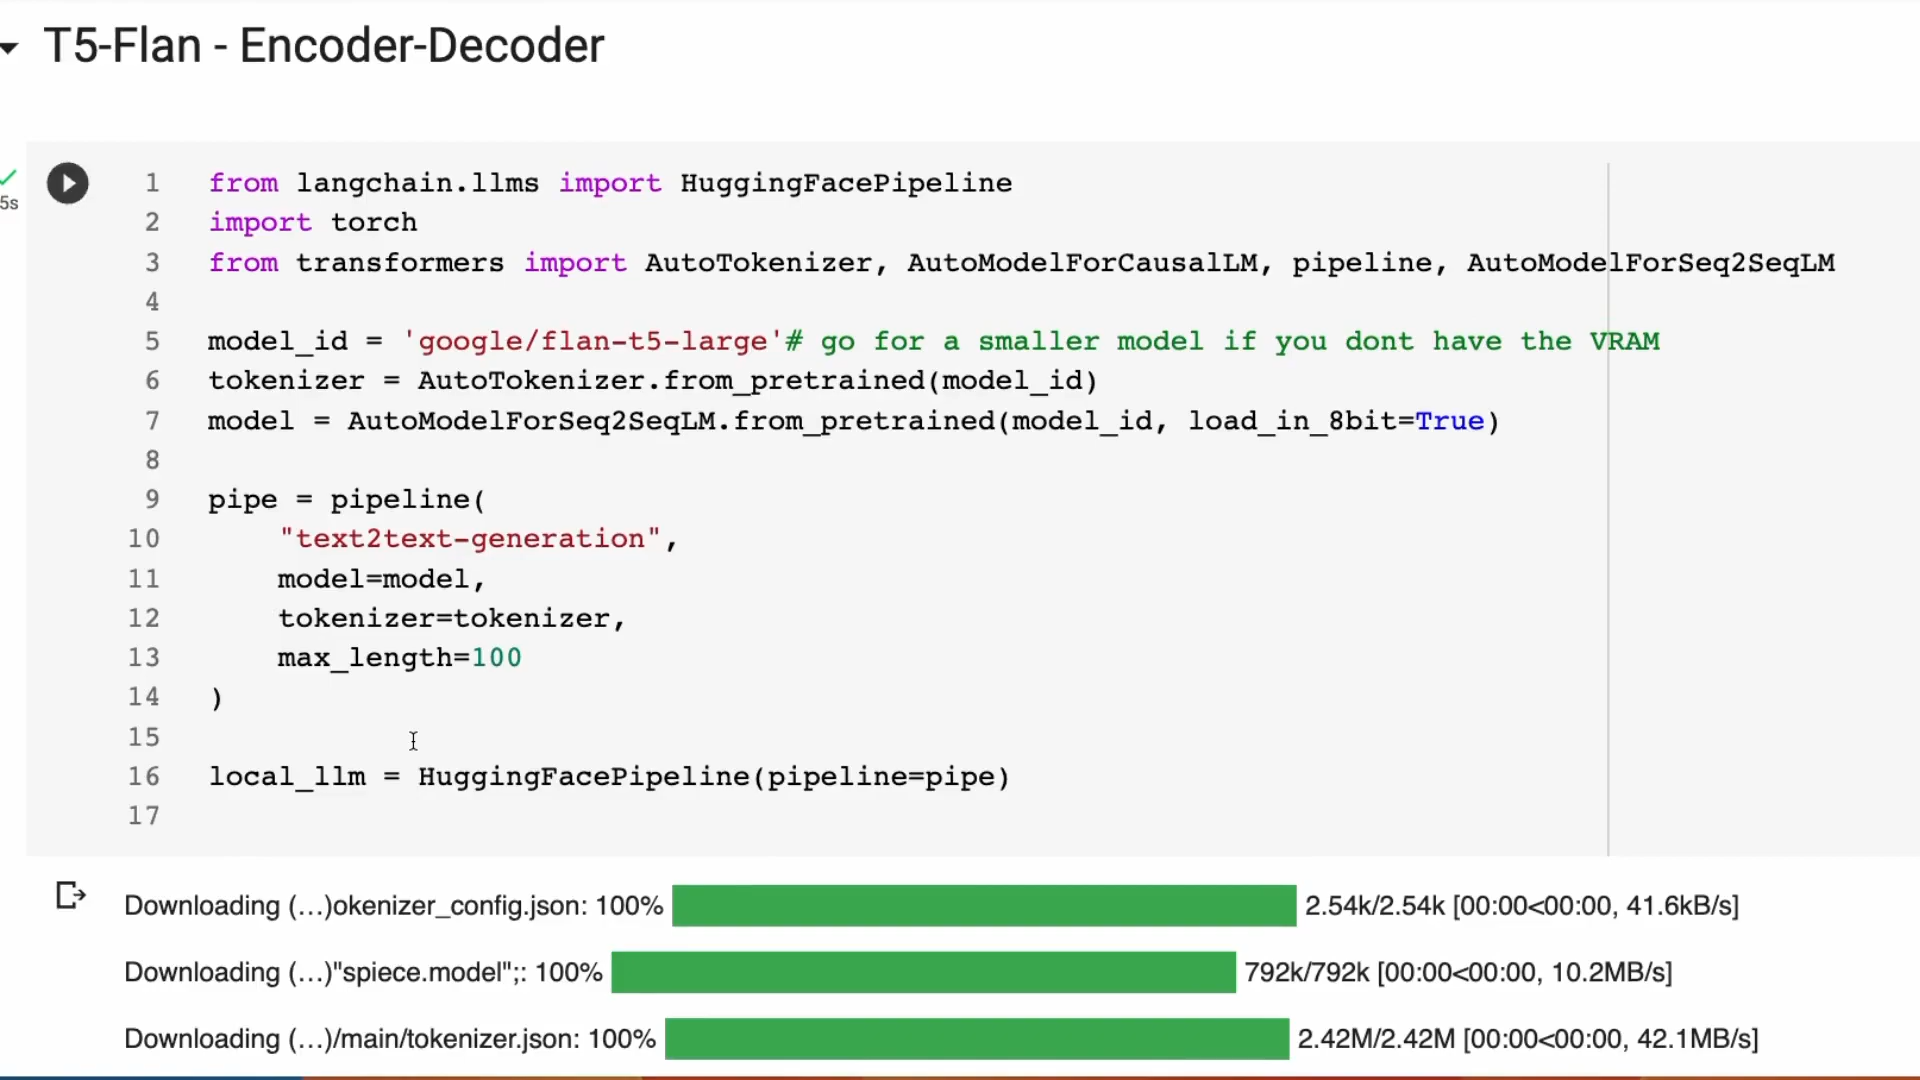 T5-Flan - Encoder-Decoder
5s
1 from langchain.llms import HuggingFacePipeline
2 import torch
3 from transformers import AutoTokenizer, AutoModelForCausalLM, pipeline, AutoModelForSeq2SeqLM
4
5 model_id = 'google/flan-t5-large'# go for a smaller model if you dont have the VRAM
6 tokenizer = AutoTokenizer.from_pretrained(model_id)
7 model = AutoModelForSeq2SeqLM.from_pretrained(model_id, load_in_8bit=True)
8
9 pipe = pipeline(
10 "text2text-generation",
11 model=model,
12 tokenizer=tokenizer,
13 max_length=100
14 )
15
16 local_llm = HuggingFacePipeline(pipeline=pipe)
17
Downloading (…)okenizer_config.json: 100% 2.54k/2.54k [00:00<00:00, 41.6kB/s]
Downloading (…)"spiece.model";: 100% 792k/792k [00:00<00:00, 10.2MB/s]
Downloading (…)/main/tokenizer.json: 100% 2.42M/2.42M [00:00<00:00, 42.1MB/s]